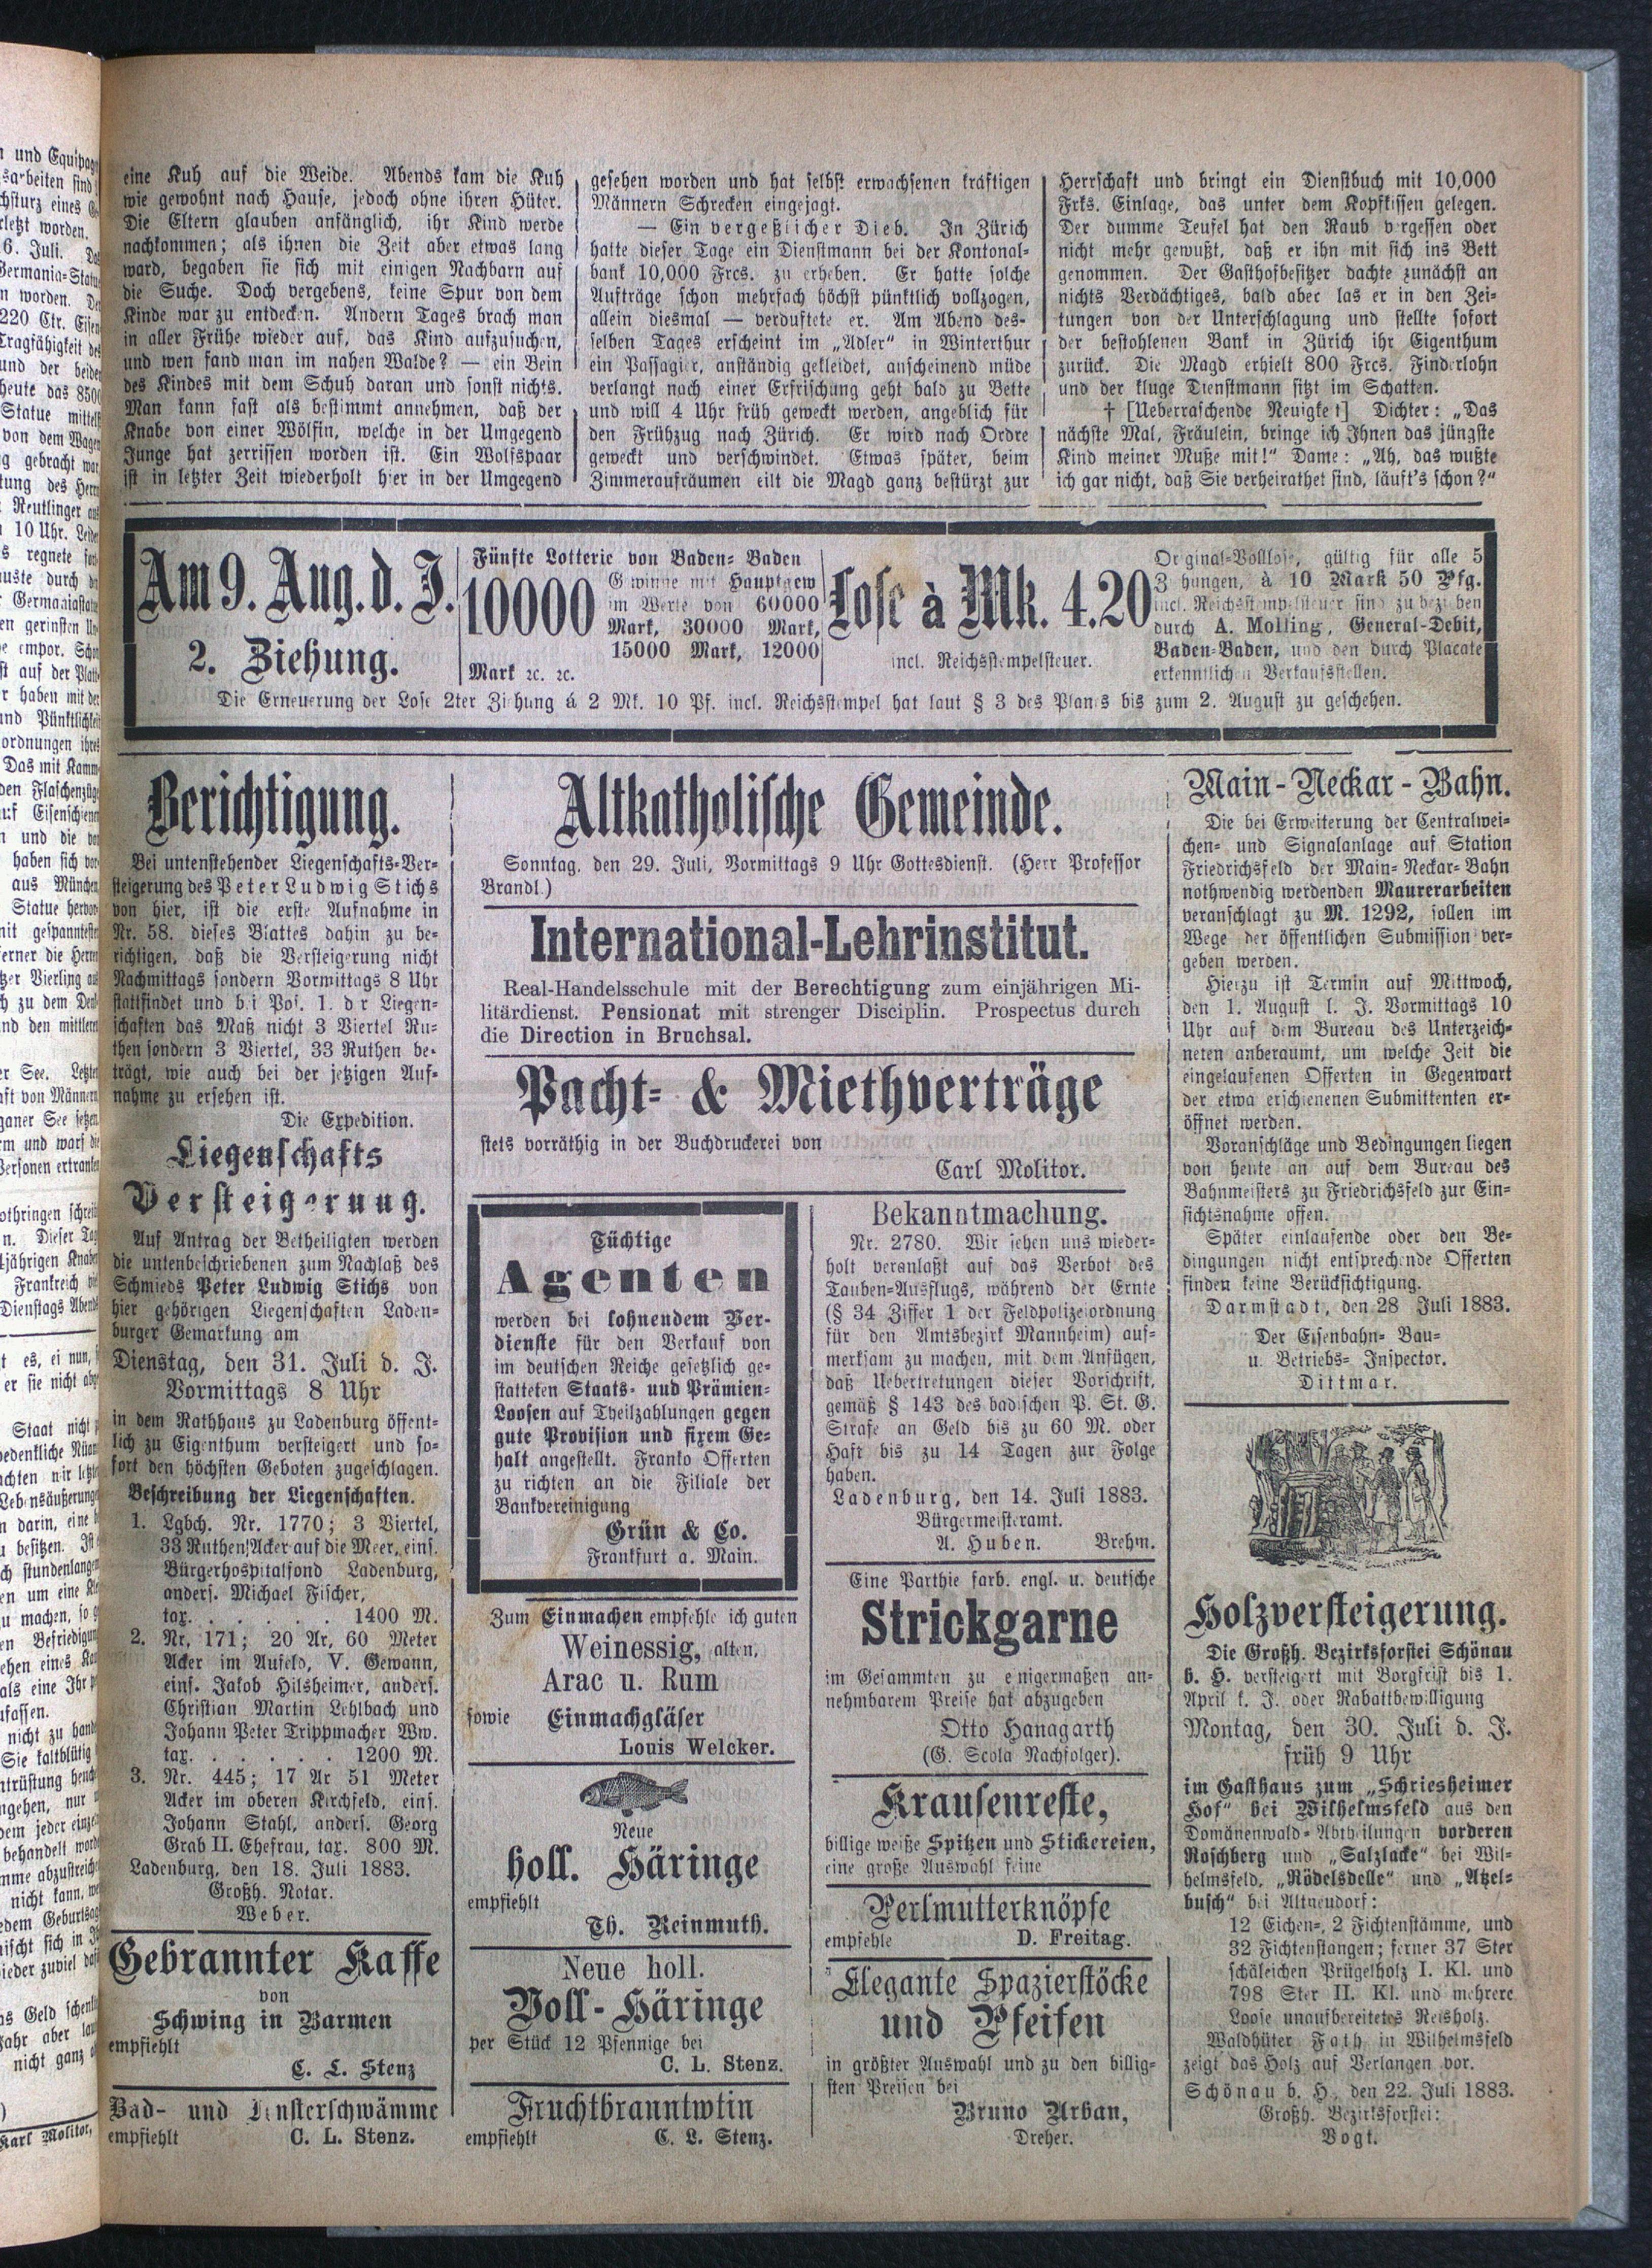 eine Kuh auf die Weide. Abends kam die Kuh
wie gewohnt nach Hause, jedoch ohne ihren Hüter.
Die Eltern glauben anfänglich, ihr Kind werde
nachkommen; als ihnen die Zeit aber etwas lang
ward, begaben sie sich mit einigen Nachbarn auf
die Suche. Doch vergebens, keine Spur von dem
Kinde war zu entdecken. Andern Tages brach man
in aller Frühe wieder auf, das Kind aufzusuchen,
und wen fand man im nahen Walde? — ein Bein
des Kindes mit dem Schuh daran und sonst nichts.
Man kann fast als bestimmt annehmen, daß der
Knabe von einer Wölfin, welche in der Umgegend
Junge hat zerrissen worden ist. Ein Wolfspaar
ist in letzter Zeit wiederholt hier in der Umgegend
gesehen worden und hat selbst erwachsenen kräftigen
Männern Schrecken eingejagt.
— Ein vergeßlicher Dieb. In Zürich
hatte dieser Tage ein Dienstmann bei der Kontonal-
bank 10,000 Frcs. zu erheben. Er hatte solche
Aufträge schon mehrfach höchst pünktlich vollzogen,
allein diesmal — verduftete er. Am Abend des-
selben Tages erscheint im „Adler“ in Winterthur
ein Passagier, anständig gekleidet, anscheinend müde
verlangt nach einer Erfrischung geht bald zu Bette
und will 4 Uhr früh geweckt werden, angeblich für
den Frühzug nach Zürich. Er wird nach Ordre
geweckt und verschwindet. Etwas später, beim
Zimmeraufräumen eilt die Magd ganz bestürzt zur
Herrschaft und bringt ein Dienstbuch mit 10,000
Frks. Einlage, das unter dem Kopfkissen gelegen.
Der dumme Teufel hat den Raub vergessen oder
nicht mehr gewußt, daß er ihn mit sich ins Bett
genommen. Der Gasthofbesitzer dachte zunächst an
nichts Verdächtiges, bald aber las er in den Zei-
tungen von der Unterschlagung und stellte sofort
der bestohlenen Bank in Zürich ihr Eigenthum
zurück. Die Magd erhielt 800 Frcs. Finderlohn
und der kluge Dienstmann sitzt im Schatten.
† [Ueberraschende Neuigkeit] Dichter: „Das
nächste Mal, Fräulein, bringe ich Ihnen das jüngste
Kind meiner Muße mit!“ Dame: „Ah, das wußte
ich gar nicht, daß Sie verheirathet sind, läuft's schon?“
Am 9. Aug. d. J.
2. Ziehung.
Fünfte Lotterie von Baden-Baden
10000 Gewinne mit Hauptgew
im Werte von 60000
Mark, 30000 Mark,
15000 Mark, 12000
Mark ꝛc. ꝛc.
Lose à Mk. 4.20
incl. Reichsstempelsteuer.
Original-Volllose, gültig für alle 5
Ziehungen, à 10 Mark 50 Pfg.
incl. Reichsstempelsteuer sind zu beziehen
durch A. Molling, General-Debit,
Baden-Baden, und den durch Placate
erkenntlichen Verkaufsstellen.
Die Erneuerung der Lose 2ter Ziehung á 2 Mk. 10 Pf. incl. Reichsstempel hat laut § 3 des Planes bis zum 2. August zu geschehen.
Berichtigung.
Bei untenstehender Liegenschafts-Ver-
steigerung des Peter Ludwig Stichs
von hier, ist die erste Aufnahme in
Nr. 58. dieses Blattes dahin zu be-
richtigen, daß die Versteigerung nicht
Nachmittags sondern Vormittags 8 Uhr
stattfindet und bei Pos. 1. der Liegen-
schaften das Maß nicht 3 Viertel Ru-
then sondern 3 Viertel, 33 Ruthen be-
trägt, wie auch bei der jetzigen Auf-
nahme zu ersehen ist.
Die Expedition.
Liegenschafts
Versteigerung.
Auf Antrag der Betheiligten werden
die untenbeschriebenen zum Nachlaß des
Schmieds Peter Ludwig Stichs von
hier gehörigen Liegenschaften Laden-
burger Gemarkung am
Dienstag, den 31. Juli d. J.
Vormittags 8 Uhr
in dem Rathhaus zu Ladenburg öffent-
lich zu Eigenthum versteigert und so-
fort den höchsten Geboten zugeschlagen.
Beschreibung der Liegenschaften.
1. Lgbch. Nr. 1770; 3 Viertel,
33 Ruthen Acker auf die Meer, eins.
Bürgerhospitalfond Ladenburg,
anders. Michael Fischer,
tax. . . . . . 1400 M.
2. Nr. 171; 20 Ar, 60 Meter
Acker im Aufeld, V. Gewann,
eins. Jakob Hilsheimer, anders.
Christian Martin Lehlbach und
Johann Peter Trippmacher Ww.
tax. . . . . . 1200 M.
3. Nr. 445; 17 Ar 51 Meter
Acker im oberen Kirchfeld, eins.
Johann Stahl, anders. Georg
Grab II. Ehefrau, tax. 800 M.
Ladenburg, den 18. Juli 1883.
Großh. Notar.
Weber.
Gebrannter Kaffe
von
Schwing in Barmen
empfiehlt
C. L. Stenz
Bad- und Fensterschwämme
empfiehlt C. L. Stenz.
Altkatholische Gemeinde.
Sonntag, den 29. Juli, Vormittags 9 Uhr Gottesdienst. (Herr Professor
Brandl.)
International-Lehrinstitut.
Real-Handelsschule mit der Berechtigung zum einjährigen Mi-
litärdienst. Pensionat mit strenger Disciplin. Prospectus durch
die Direction in Bruchsal.
Pacht- & Miethverträge
stets vorräthig in der Buchdruckerei von
Carl Molitor.
Tüchtige
Agenten
werden bei lohnendem Ver-
dienste für den Verkauf von
im deutschen Reiche gesetzlich ge-
statteten Staats- und Prämien-
Loosen auf Theilzahlungen gegen
gute Provision und fixem Ge-
halt angestellt. Franko Offerten
zu richten an die Filiale der
Bankvereinigung
Grün & Co.
Frankfurt a. Main.
Zum Einmachen empfehle ich guten
Weinessig, alten,
Arac u. Rum
sowie Einmachgläser
Louis Welcker.
Neue
holl. Häringe
empfiehlt
Th. Reinmuth.
Neue holl.
Voll-Häringe
per Stück 12 Pfennige bei
C. L. Stenz.
Fruchtbranntwtin
empfiehlt C. L. Stenz.
Bekanntmachung.
Nr. 2780. Wir sehen uns wieder-
holt veranlaßt auf das Verbot des
Tauben-Ausflugs, während der Ernte
(§ 34 Ziffer 1 der Feldpolizeiordnung
für den Amtsbezirk Mannheim) auf-
merksam zu machen, mit dem Anfügen,
daß Uebertretungen dieser Vorschrift,
gemäß § 143 des badischen P. St. G.
Strafe an Geld bis zu 60 M. oder
Haft bis zu 14 Tagen zur Folge
haben.
Ladenburg, den 14. Juli 1883.
Bürgermeisteramt.
A. Huben. Brehm.
Eine Parthie farb. engl. u. deutsche
Strickgarne
im Gesammten zu einigermaßen an-
nehmbarem Preise hat abzugeben
Otto Hanagarth
(G. Scola Nachfolger).
Krausenreste,
billige weiße Spitzen und Stickereien,
eine große Auswahl feine
Perlmutterknöpfe
empfehle D. Freitag.
Elegante Spazierstöcke
und Pfeifen
in größter Auswahl und zu den billig-
sten Preisen bei
Bruno Urban,
Dreher.
Main-Neckar-Bahn.
Die bei Erweiterung der Centralwei-
chen- und Signalanlage auf Station
Friedrichsfeld der Main-Neckar-Bahn
nothwendig werdenden Maurerarbeiten
veranschlagt zu M. 1292, sollen im
Wege der öffentlichen Submission ver-
geben werden.
Hiezu ist Termin auf Mittwoch,
den 1. August l. J. Vormittags 10
Uhr auf dem Bureau des Unterzeich-
neten anberaumt, um welche Zeit die
eingelaufenen Offerten in Gegenwart
der etwa erschienenen Submittenten er-
öffnet werden.
Voranschläge und Bedingungen liegen
von heute an auf dem Bureau des
Bahnmeisters zu Friedrichsfeld zur Ein-
sichtsnahme offen.
Später einlaufende oder den Be-
dingungen nicht entsprechende Offerten
finden keine Berücksichtigung.
Darmstadt, den 28 Juli 1883.
Der Eisenbahn-Bau-
u. Betriebs-Inspector.
Dittmar.
Holzversteigerung.
Die Großh. Bezirksforstei Schönau
b. H. versteigert mit Borgfrist bis 1.
April k. J. oder Rabattbewilligung
Montag, den 30. Juli d. J.
früh 9 Uhr
im Gasthaus zum „Schriesheimer
Hof“ bei Wilhelmsfeld aus den
Domänenwald-Abtheilungen vorderen
Roschberg und „Salzlacke“ bei Wil-
helmsfeld, „Rödelsdelle“ und „Atzel-
busch“ bei Altneudorf:
12 Eichen-, 2 Fichtenstämme, und
32 Fichtenstangen; ferner 37 Ster
schäleichen Prügelholz I. Kl. und
798 Ster II. Kl. und mehrere
Loose unaufbereitetes Reisholz.
Waldhüter Fath in Wilhelmsfeld
zeigt das Holz auf Verlangen vor.
Schönau b. H., den 22. Juli 1883.
Großh. Bezirksforstei:
Vogt.